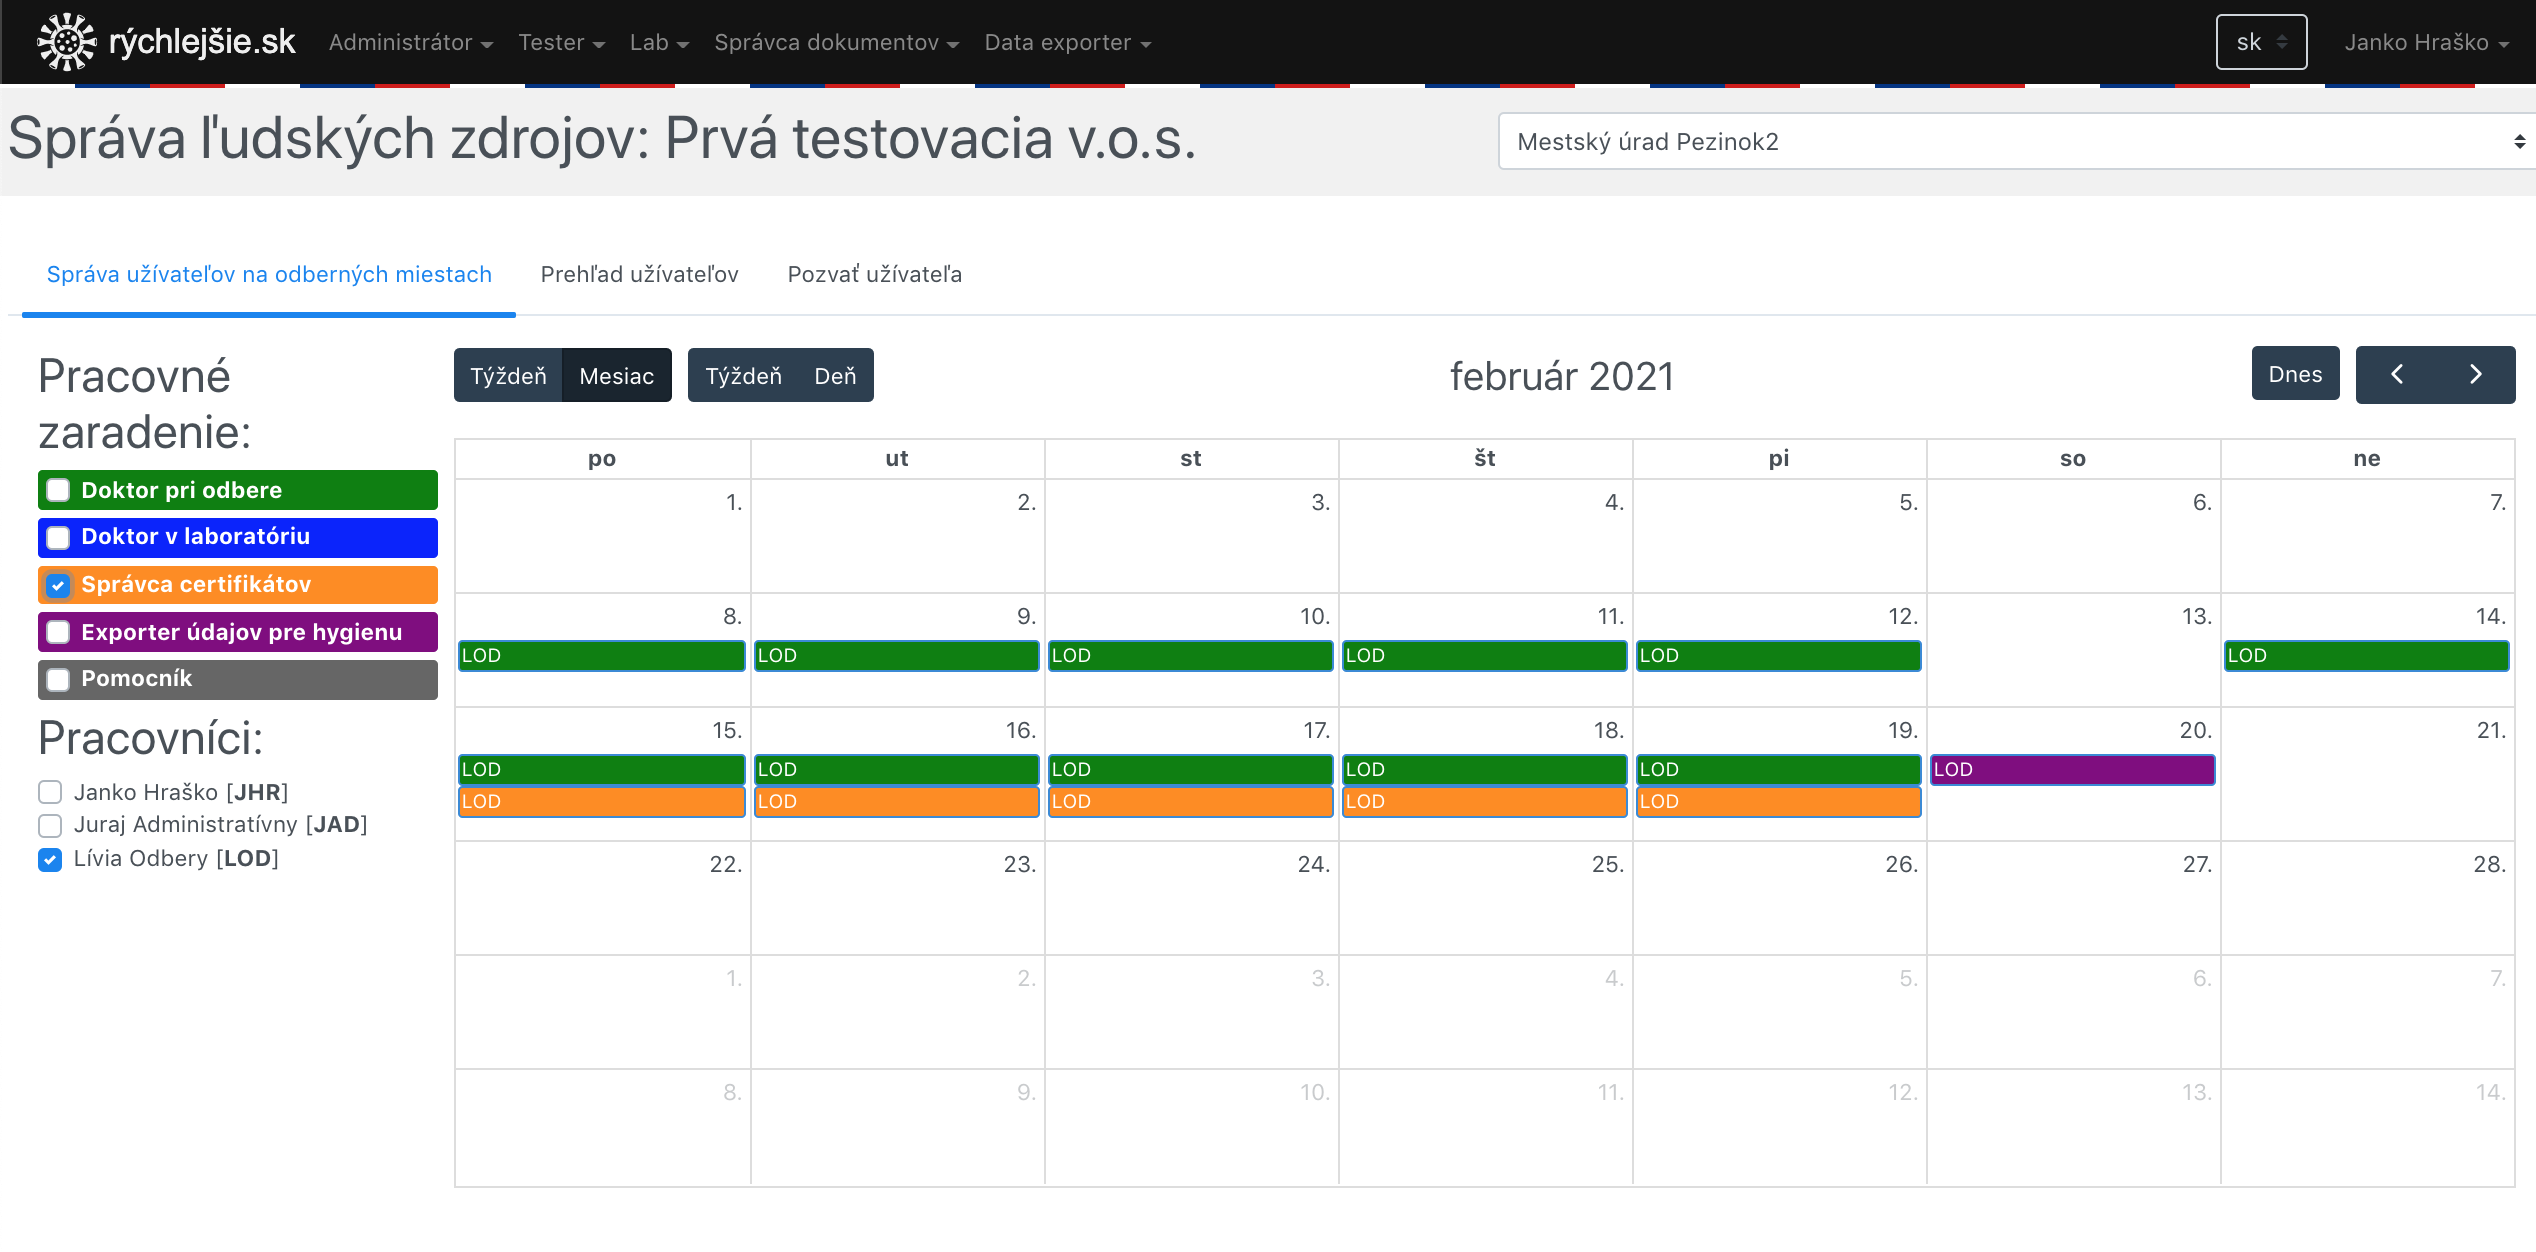 rýchlejšie.sk Administrátor Tester Lab Správca dokumentov Data exporter sk Janko Hraško
Správa ľudských zdrojov: Prvá testovacia v.o.s. Mestský úrad Pezinok2
Správa užívateľov na odberných miestach Prehľad užívateľov Pozvať užívateľa
Pracovné
zaradenie:
Doktor pri odbere
Doktor v laboratóriu
Správca certifikátov
Exporter údajov pre hygienu
Pomocník
Pracovníci:
Janko Hraško [JHR]
Juraj Administratívny [JAD]
Lívia Odbery [LOD]
Týždeň Mesiac Týždeň Deň február 2021 Dnes
po ut st št pi so ne
1. 2. 3. 4. 5. 6. 7.
8. 9. 10. 11. 12. 13. 14.
LOD LOD LOD LOD LOD LOD
15. 16. 17. 18. 19. 20. 21.
LOD LOD LOD LOD LOD LOD
LOD LOD LOD LOD LOD
22. 23. 24. 25. 26. 27. 28.
1. 2. 3. 4. 5. 6. 7.
8. 9. 10. 11. 12. 13. 14.